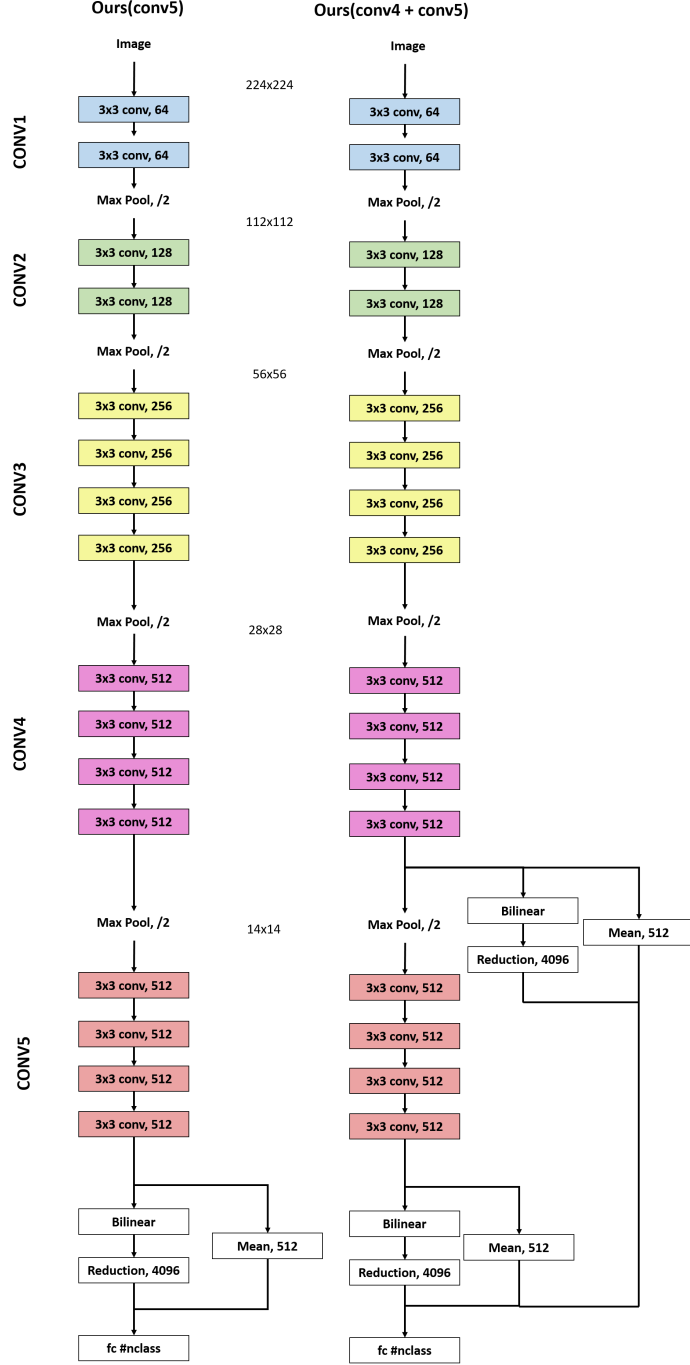 Ours(conv5)
Ours(conv4 + conv5)
Image
Image
224x224
CONV1
3x3 conv, 64
3x3 conv, 64
3x3 conv, 64
3x3 conv, 64
Max Pool, /2
Max Pool, /2
112x112
CONV2
3x3 conv, 128
3x3 conv, 128
3x3 conv, 128
3x3 conv, 128
Max Pool, /2
Max Pool, /2
56x56
CONV3
3x3 conv, 256
3x3 conv, 256
3x3 conv, 256
3x3 conv, 256
3x3 conv, 256
3x3 conv, 256
3x3 conv, 256
3x3 conv, 256
Max Pool, /2
Max Pool, /2
28x28
CONV4
3x3 conv, 512
3x3 conv, 512
3x3 conv, 512
3x3 conv, 512
3x3 conv, 512
3x3 conv, 512
3x3 conv, 512
3x3 conv, 512
Bilinear
Mean, 512
Reduction, 4096
Max Pool, /2
Max Pool, /2
14x14
CONV5
3x3 conv, 512
3x3 conv, 512
3x3 conv, 512
3x3 conv, 512
3x3 conv, 512
3x3 conv, 512
3x3 conv, 512
3x3 conv, 512
Bilinear
Mean, 512
Reduction, 4096
Bilinear
Mean, 512
Reduction, 4096
fc #nclass
fc #nclass